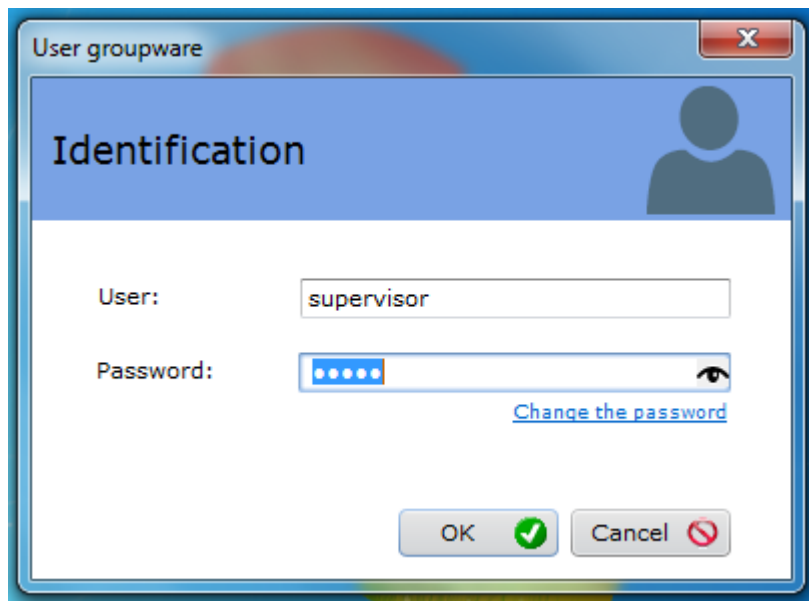 User groupware
Identification
User: supervisor
Password: •••••
Change the password
OK Cancel